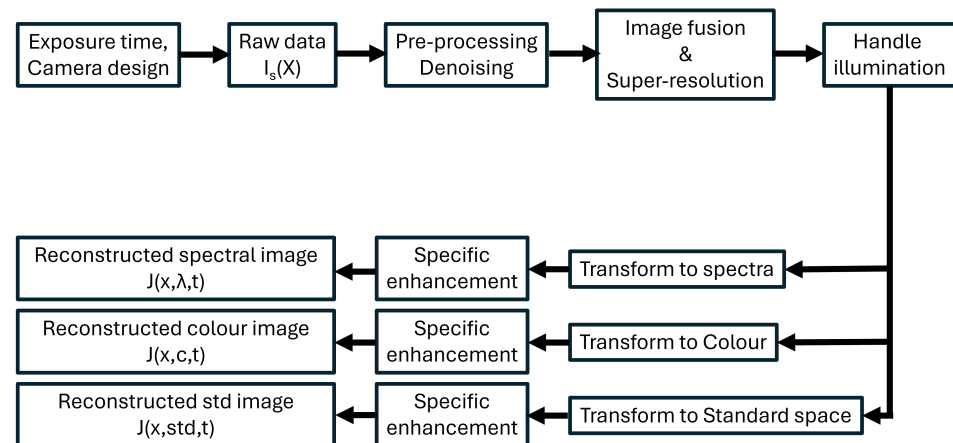 Exposure time,
Camera design
Raw data
Iₛ(X)
Pre-processing
Denoising
Image fusion
&
Super-resolution
Handle
illumination
Reconstructed spectral image
J(x,λ,t)
Specific
enhancement
Transform to spectra
Reconstructed colour image
J(x,c,t)
Specific
enhancement
Transform to Colour
Reconstructed std image
J(x,std,t)
Specific
enhancement
Transform to Standard space